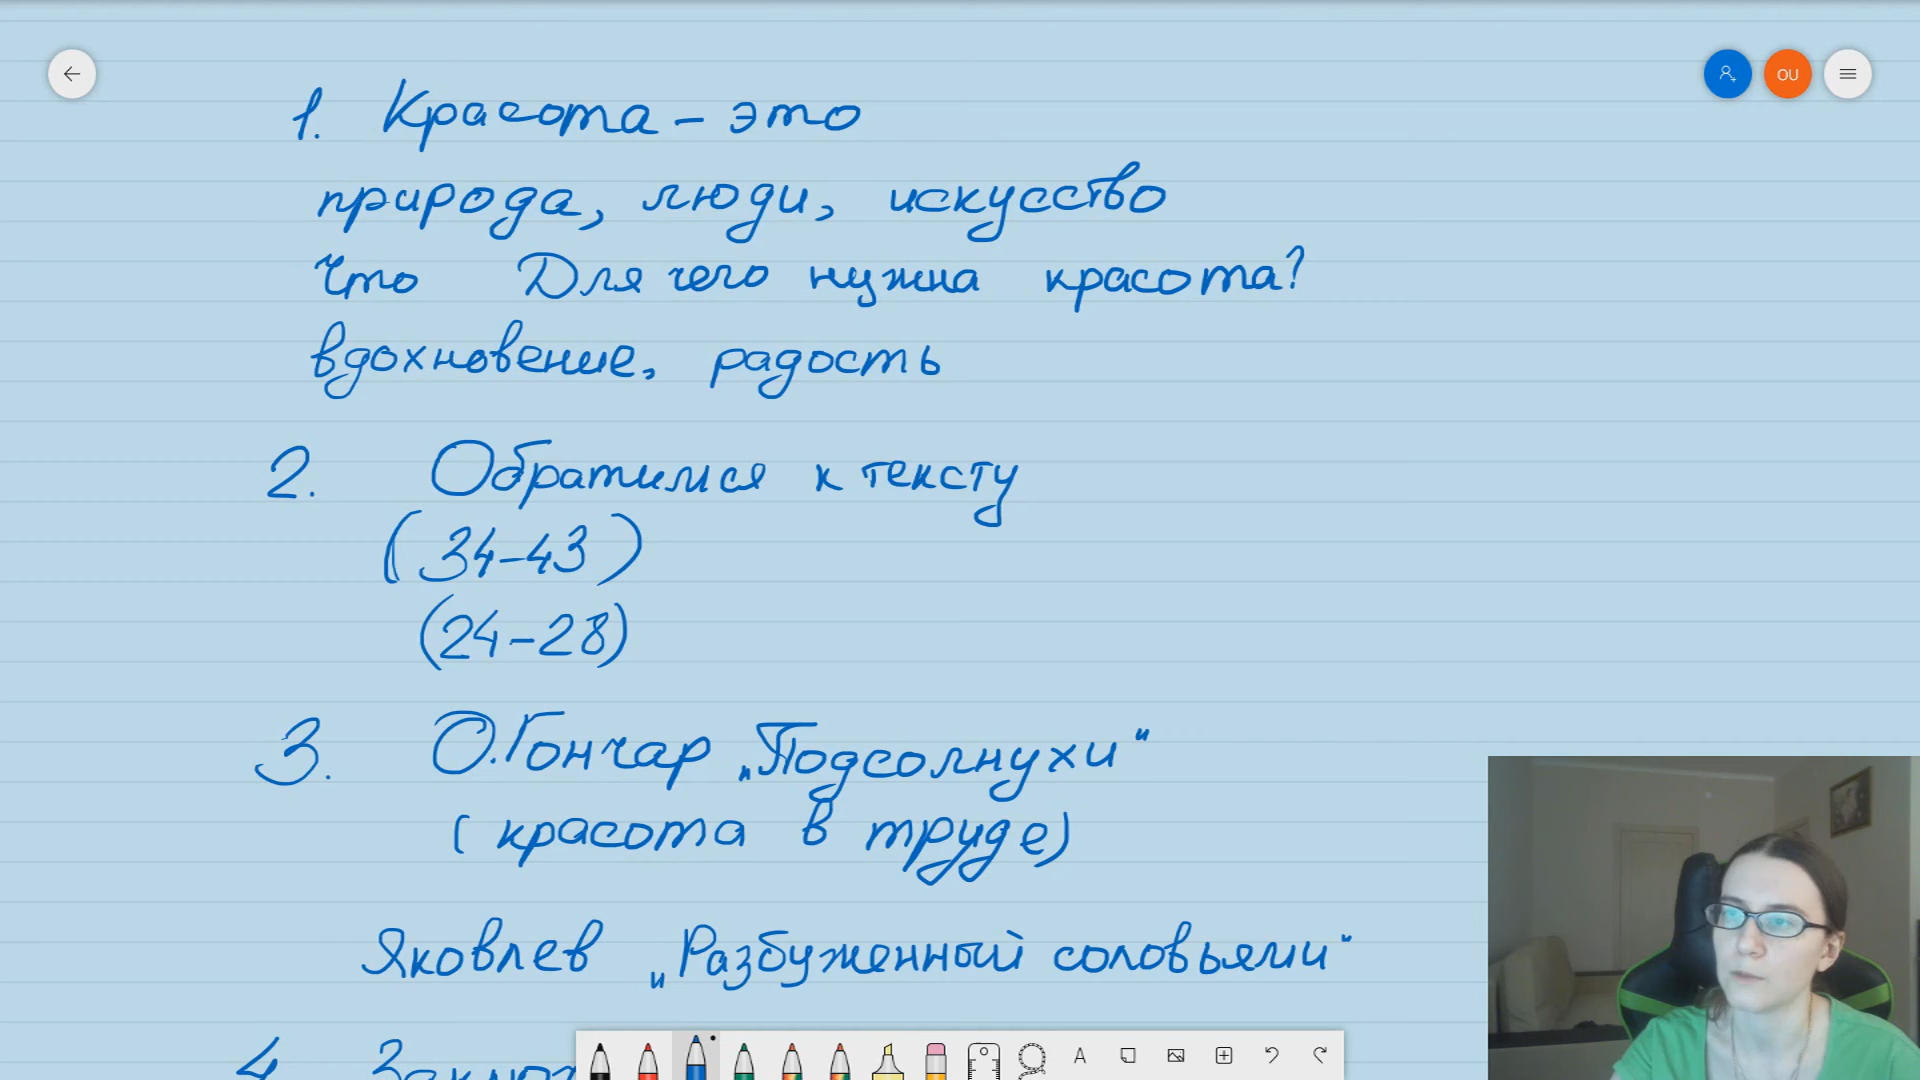 1. Красота – это
природа, люди, искусство
Что Для чего нужна красота?
вдохновение, радость
2. Обратимся к тексту
(34–43)
(24–28)
3. О.Гончар „Подсолнухи“
(красота в труде)
Яковлев „Разбуженный соловьями“
4.
OU
A